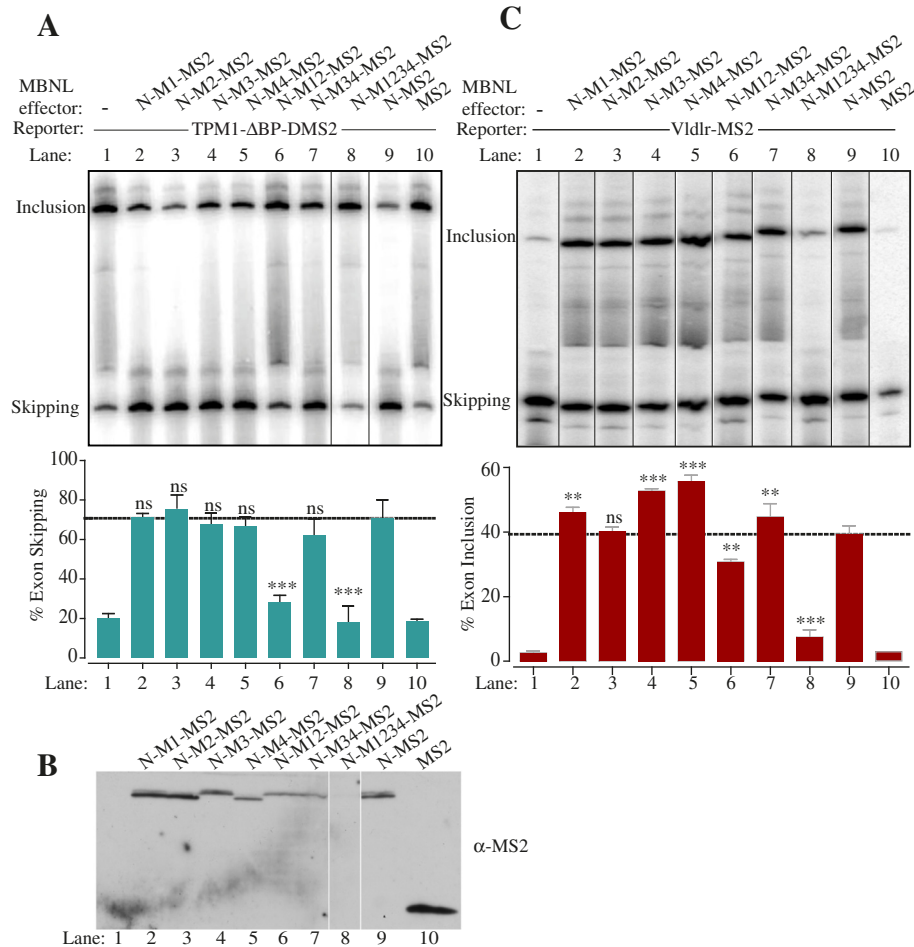 A
MBNL effector: - N-M1-MS2 N-M2-MS2 N-M3-MS2 N-M4-MS2 N-M12-MS2 N-M34-MS2 N-M1234-MS2 N-MS2 MS2
Reporter: TPM1-ΔBP-DMS2
Lane: 1 2 3 4 5 6 7 8 9 10
Inclusion
Skipping
% Exon Skipping
100
80
60
40
20
0
ns ns ns ns *** ns ***
Lane: 1 2 3 4 5 6 7 8 9 10
B
N-M1-MS2 N-M2-MS2 N-M3-MS2 N-M4-MS2 N-M12-MS2 N-M34-MS2 N-M1234-MS2 N-MS2 MS2
α-MS2
Lane: 1 2 3 4 5 6 7 8 9 10
C
MBNL effector: - N-M1-MS2 N-M2-MS2 N-M3-MS2 N-M4-MS2 N-M12-MS2 N-M34-MS2 N-M1234-MS2 N-MS2 MS2
Reporter: Vldlr-MS2
Lane: 1 2 3 4 5 6 7 8 9 10
Inclusion
Skipping
% Exon Inclusion
60
40
20
0
** ns *** *** ** ** ***
Lane: 1 2 3 4 5 6 7 8 9 10